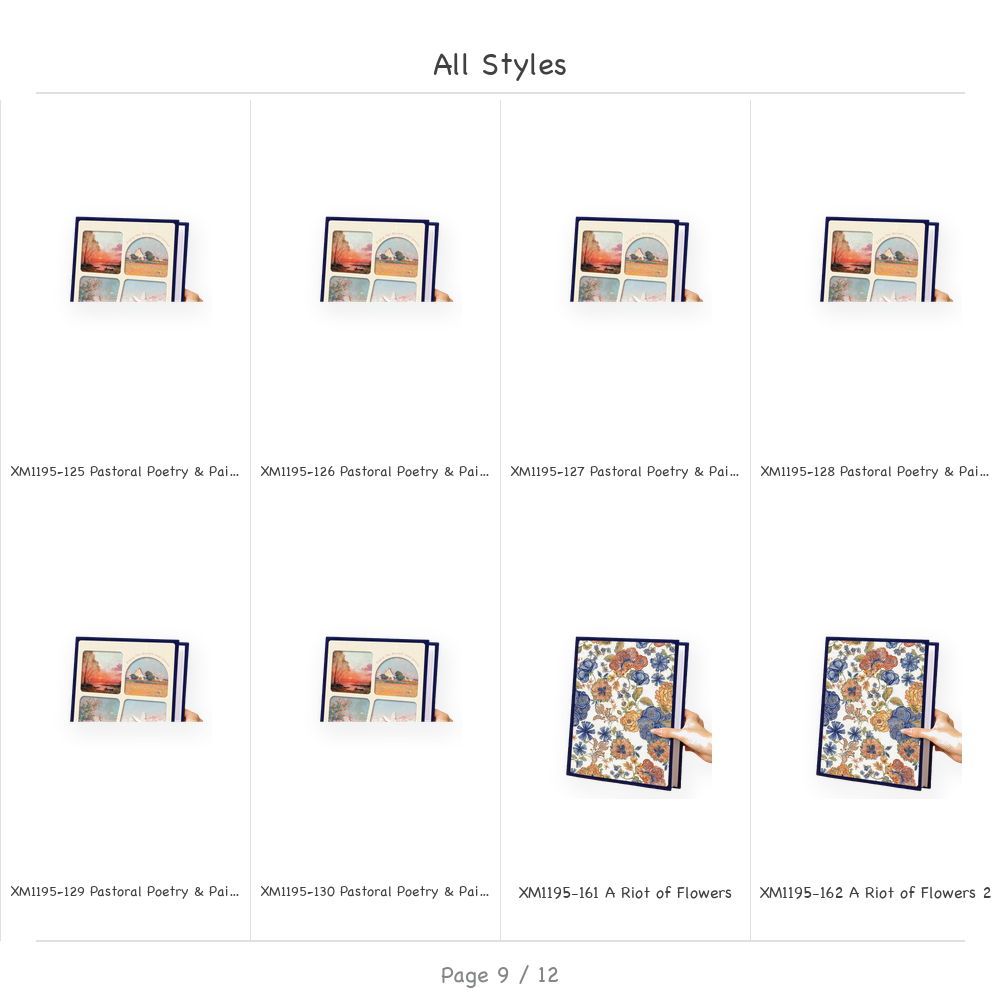 All Styles
XM1195-125 Pastoral Poetry & Pai...
XM1195-126 Pastoral Poetry & Pai...
XM1195-127 Pastoral Poetry & Pai...
XM1195-128 Pastoral Poetry & Pai...
XM1195-129 Pastoral Poetry & Pai...
XM1195-130 Pastoral Poetry & Pai...
XM1195-161 A Riot of Flowers
XM1195-162 A Riot of Flowers 2
Page 9 / 12